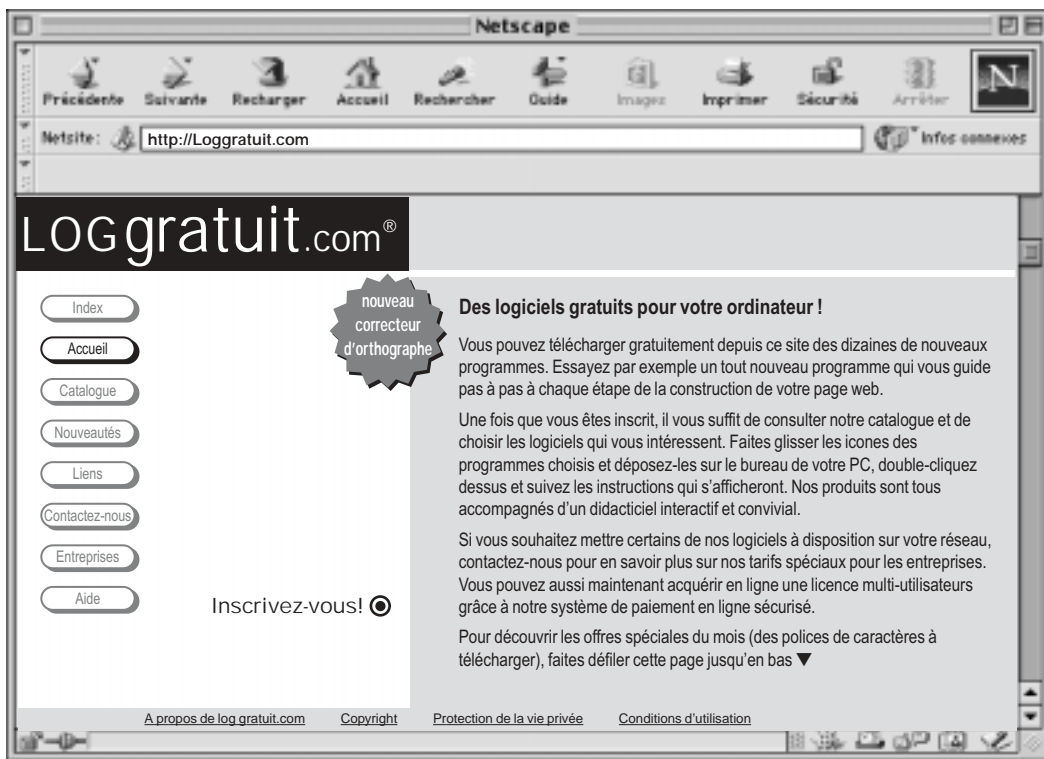 Netscape
Précédente Suivante Recharger Accueil Rechercher Guide Images Imprimer Sécurité Arrêter N
Netsite: http://Loggratuit.com Infos connexes
LOGgratuit.com®
Index
Accueil
Catalogue
Nouveautés
Liens
Contactez-nous
Entreprises
Aide
nouveau
correcteur
d'orthographe
Inscrivez-vous!
Des logiciels gratuits pour votre ordinateur !
Vous pouvez télécharger gratuitement depuis ce site des dizaines de nouveaux
programmes. Essayez par exemple un tout nouveau programme qui vous guide
pas à pas à chaque étape de la construction de votre page web.
Une fois que vous êtes inscrit, il vous suffit de consulter notre catalogue et de
choisir les logiciels qui vous intéressent. Faites glisser les icones des
programmes choisis et déposez-les sur le bureau de votre PC, double-cliquez
dessus et suivez les instructions qui s'afficheront. Nos produits sont tous
accompagnés d'un didacticiel interactif et convivial.
Si vous souhaitez mettre certains de nos logiciels à disposition sur votre réseau,
contactez-nous pour en savoir plus sur nos tarifs spéciaux pour les entreprises.
Vous pouvez aussi maintenant acquérir en ligne une licence multi-utilisateurs
grâce à notre système de paiement en ligne sécurisé.
Pour découvrir les offres spéciales du mois (des polices de caractères à
télécharger), faites défiler cette page jusqu'en bas ▼
A propos de log gratuit.com Copyright Protection de la vie privée Conditions d'utilisation